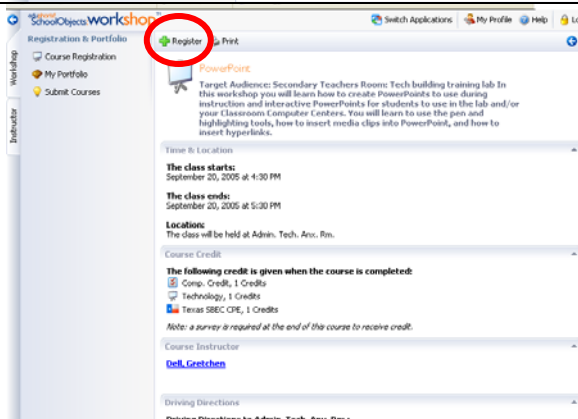 SchoolObjects: workshop
Switch Applications My Profile Help
Registration & Portfolio
Register Print
Workshop
Instructor
Course Registration
My Portfolio
Submit Courses
PowerPoint
Target Audience: Secondary Teachers Room: Tech building training lab In
this workshop you will learn how to create PowerPoints to use during
instruction and interactive PowerPoints for students to use in the lab and/or
your Classroom Computer Centers. You will learn to use the pen and
highlighting tools, how to insert media clips into PowerPoint, and how to
insert hyperlinks.
Time & Location
The class starts:
September 20, 2005 at 4:30 PM
The class ends:
September 20, 2005 at 5:30 PM
Location:
The class will be held at Admin. Tech. Anx. Rm.
Course Credit
The following credit is given when the course is completed:
Comp. Credit, 1 Credits
Technology, 1 Credits
Texas SBEC CPE, 1 Credits
Note: a survey is required at the end of this course to receive credit.
Course Instructor
Dell, Gretchen
Driving Directions
Driving Directions to Admin. Tech. Anx. Rm.: